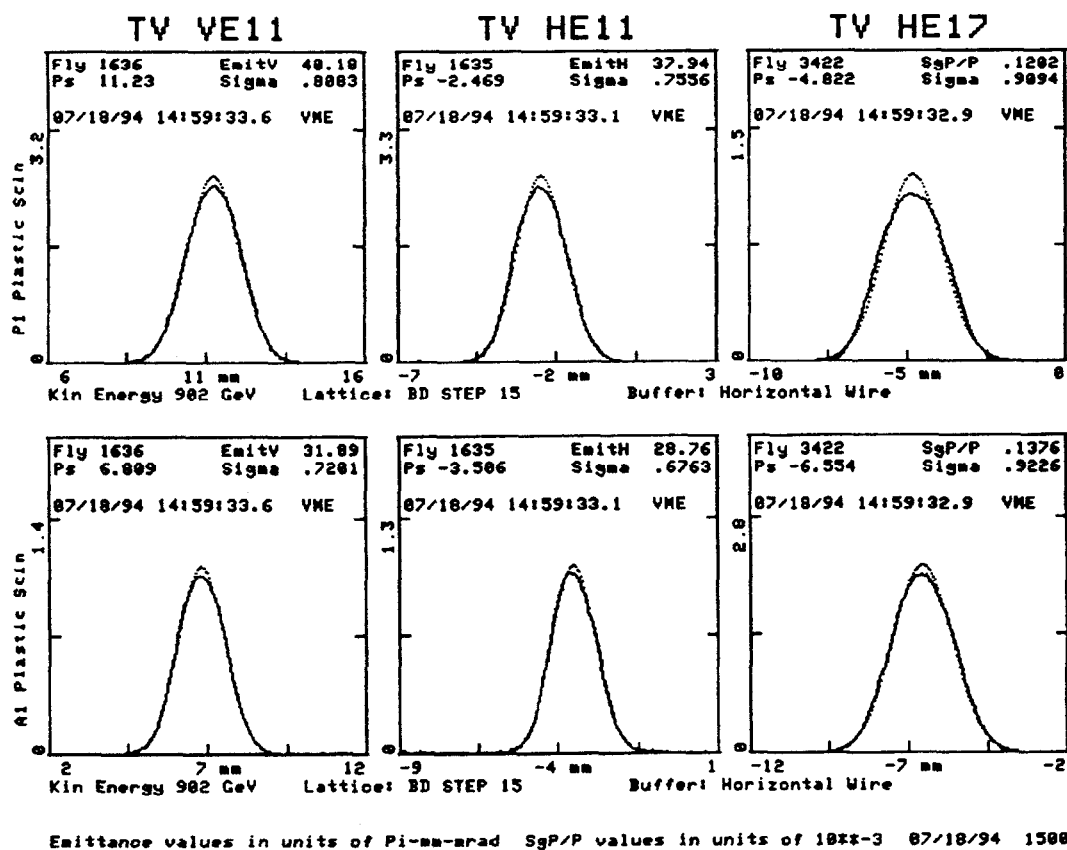 TV VE11 TV HE11 TV HE17
Fly 1636 EmitV 40.10
Ps 11.23 Sigma .8083
07/18/94 14:59:33.6 VME
3.2
0
P1 Plastic Scin
6 11 mm 16
Fly 1635 EmitH 37.94
Ps -2.469 Sigma .7556
07/18/94 14:59:33.1 VME
3.3
0
-7 -2 mm 3
Fly 3422 SgP/P .1202
Ps -4.822 Sigma .9094
07/18/94 14:59:32.9 VME
1.5
0
-10 -5 mm 0
Kin Energy 902 GeV Lattice: BD STEP 15 Buffer: Horizontal Wire
Fly 1636 EmitV 31.89
Ps 6.809 Sigma .7201
07/18/94 14:59:33.6 VME
1.4
0
A1 Plastic Scin
2 7 mm 12
Fly 1635 EmitH 28.76
Ps -3.506 Sigma .6763
07/18/94 14:59:33.1 VME
1.3
0
-9 -4 mm 1
Fly 3422 SgP/P .1376
Ps -6.554 Sigma .9226
07/18/94 14:59:32.9 VME
2.8
0
-12 -7 mm -2
Kin Energy 902 GeV Lattice: BD STEP 15 Buffer: Horizontal Wire
Emittance values in units of Pi-mm-mrad SgP/P values in units of 10**-3 07/18/94 1500